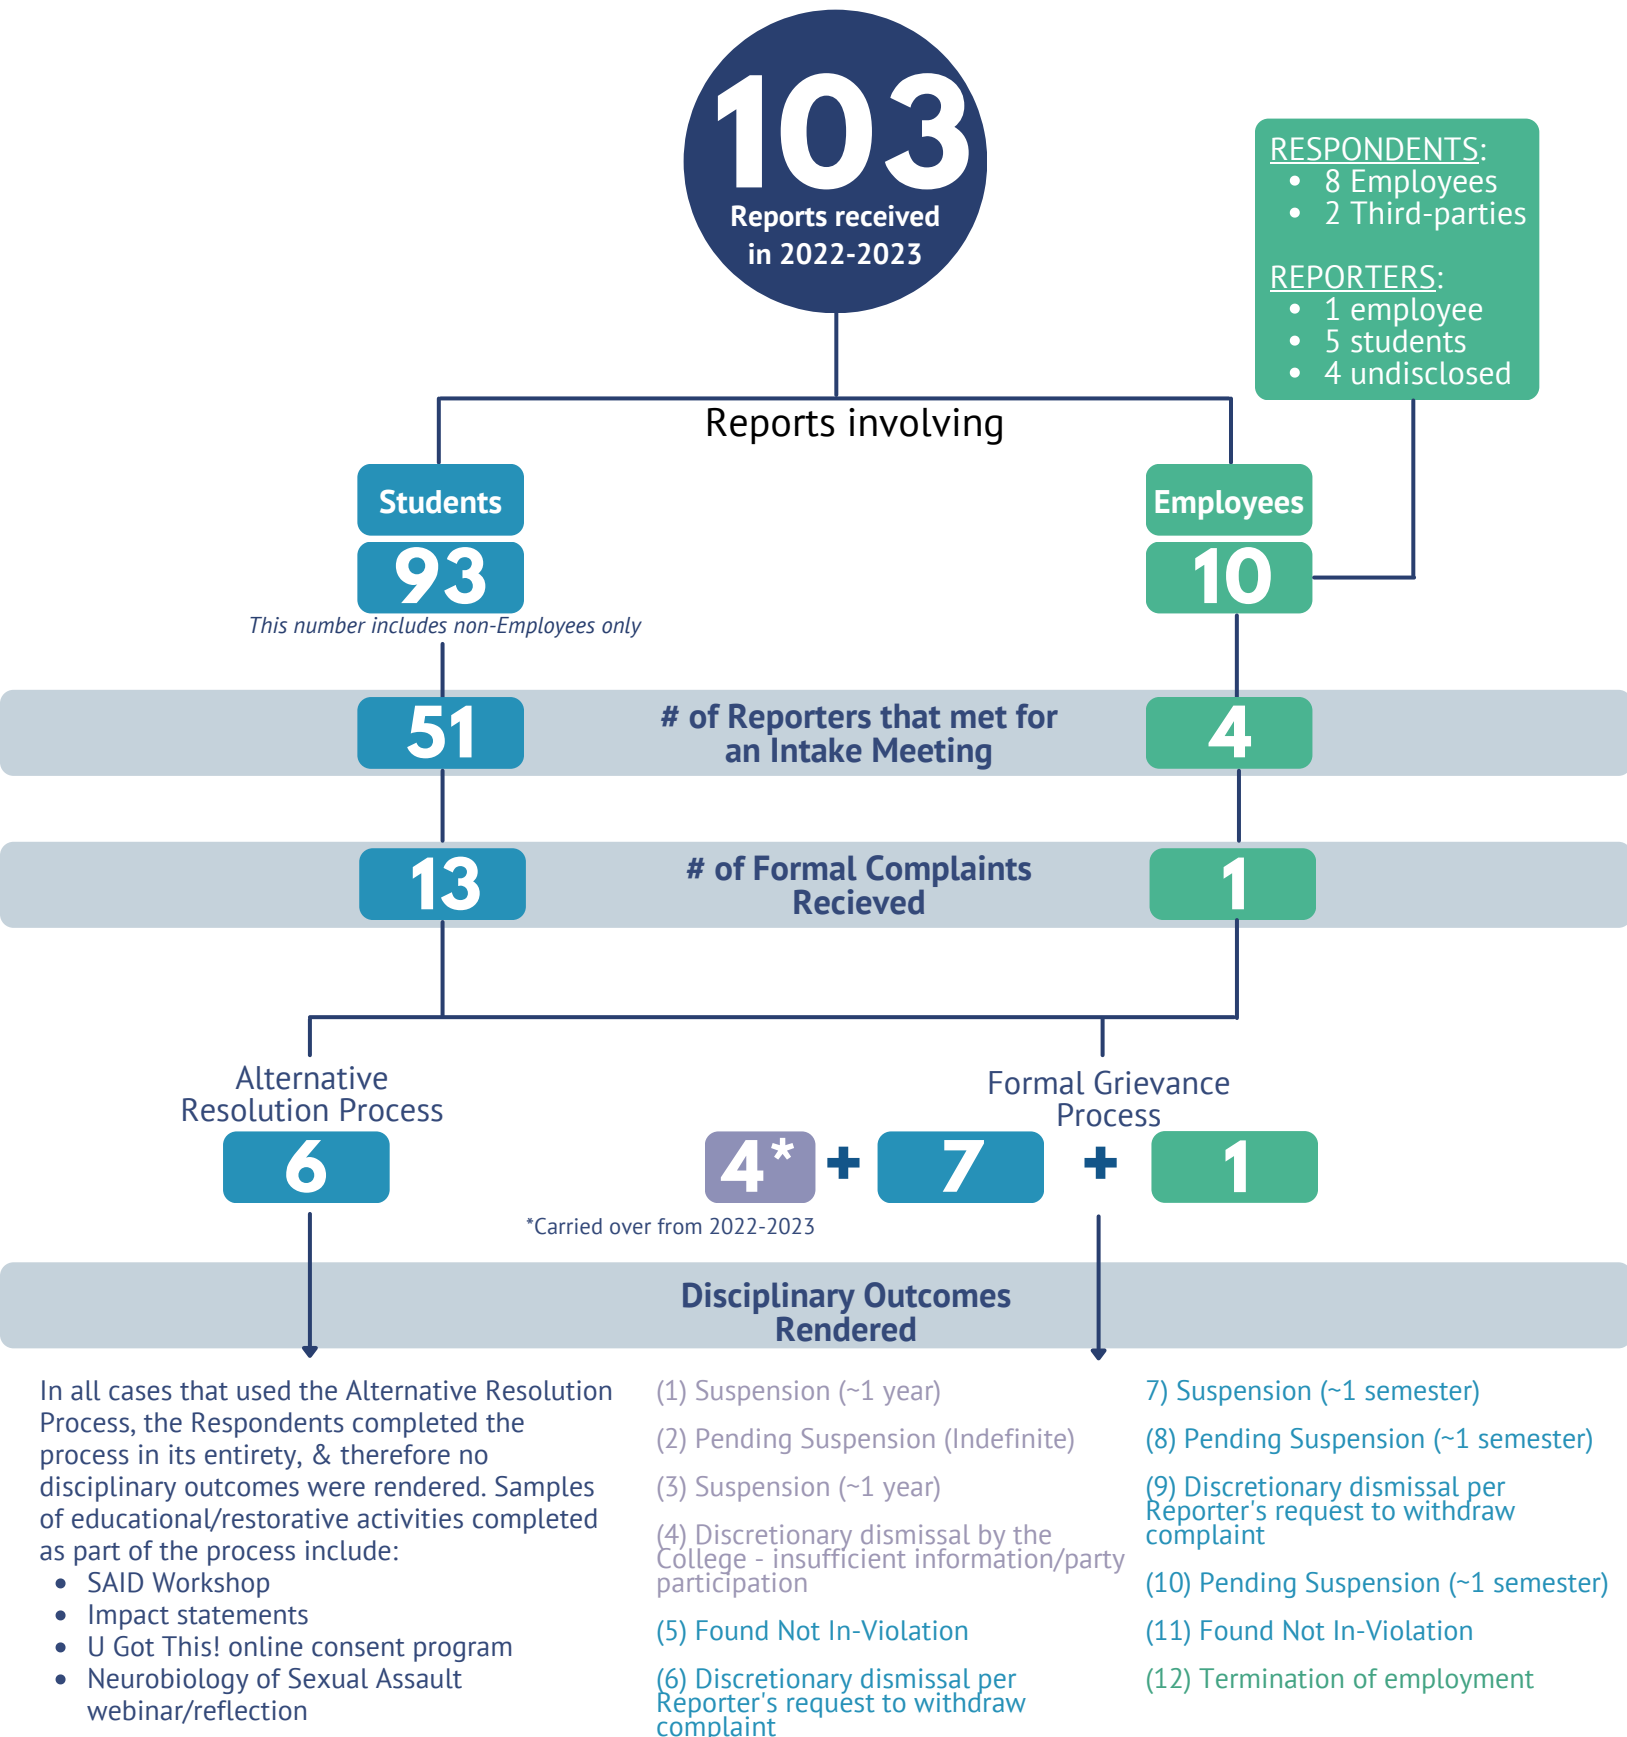 103
Reports received
in 2022-2023
RESPONDENTS:
• 8 Employees
• 2 Third-parties
REPORTERS:
• 1 employee
• 5 students
• 4 undisclosed
Reports involving
Students
Employees
93
10
This number includes non-Employees only
51
# of Reporters that met for
an Intake Meeting
4
13
# of Formal Complaints
Recieved
1
Alternative
Resolution Process
6
Formal Grievance
Process
4* + 7 + 1
*Carried over from 2022-2023
Disciplinary Outcomes
Rendered
In all cases that used the Alternative Resolution
Process, the Respondents completed the
process in its entirety, & therefore no
disciplinary outcomes were rendered. Samples
of educational/restorative activities completed
as part of the process include:
• SAID Workshop
• Impact statements
• U Got This! online consent program
• Neurobiology of Sexual Assault
webinar/reflection
(1) Suspension (~1 year)
(2) Pending Suspension (Indefinite)
(3) Suspension (~1 year)
(4) Discretionary dismissal by the
College - insufficient information/party
participation
(5) Found Not In-Violation
(6) Discretionary dismissal per
Reporter's request to withdraw
complaint
7) Suspension (~1 semester)
(8) Pending Suspension (~1 semester)
(9) Discretionary dismissal per
Reporter's request to withdraw
complaint
(10) Pending Suspension (~1 semester)
(11) Found Not In-Violation
(12) Termination of employment